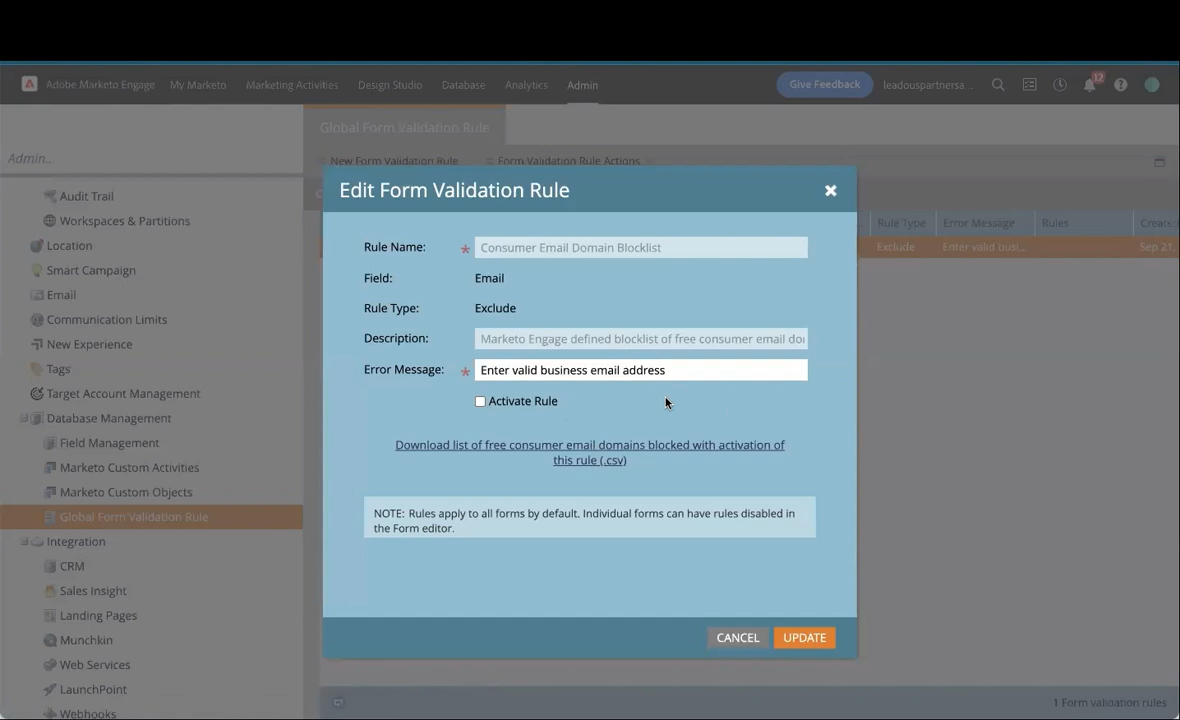 Adobe Marketo Engage My Marketo Marketing Activities Design Studio Database Analytics Admin Give Feedback leadouspartnersa... 12
Global Form Validation Rule
Admin...
New Form Validation Rule Form Validation Rule Actions
Audit Trail
Workspaces & Partitions
Location
Smart Campaign
Email
Communication Limits
New Experience
Tags
Target Account Management
Database Management
Field Management
Marketo Custom Activities
Marketo Custom Objects
Global Form Validation Rule
Integration
CRM
Sales Insight
Landing Pages
Munchkin
Web Services
LaunchPoint
Webhooks
Edit Form Validation Rule
Rule Name: * Consumer Email Domain Blocklist
Field: Email
Rule Type: Exclude
Description: Marketo Engage defined blocklist of free consumer email do
Error Message: * Enter valid business email address
Activate Rule
Download list of free consumer email domains blocked with activation of
this rule (.csv)
NOTE: Rules apply to all forms by default. Individual forms can have rules disabled in
the Form editor.
CANCEL UPDATE
Rule Type Error Message Rules Create
Exclude Enter valid busi... Sep 21,
1 Form validation rules